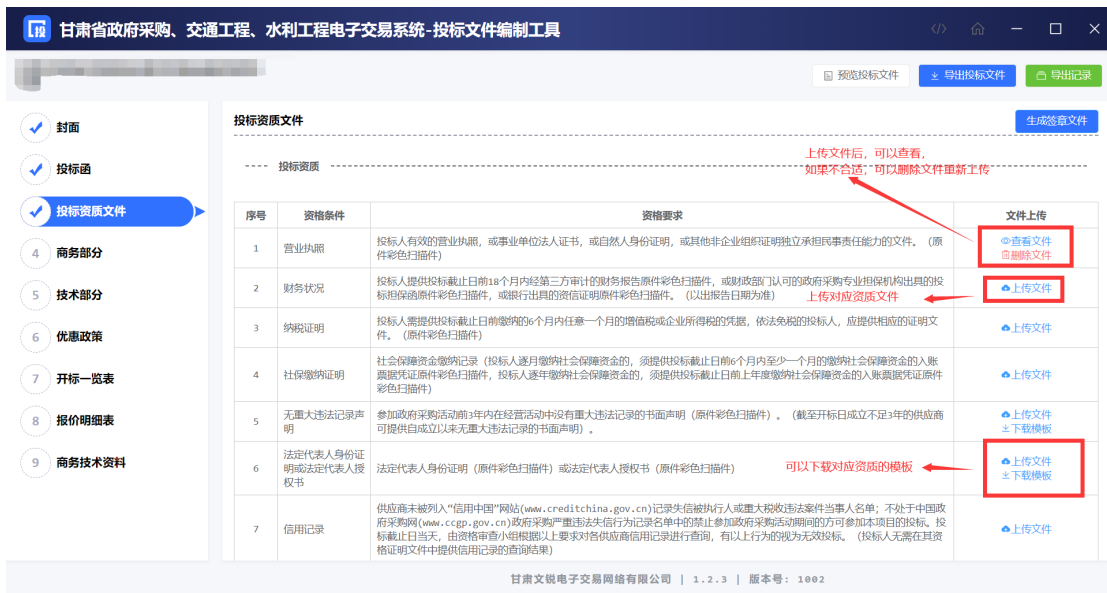 投 甘肃省政府采购、交通工程、水利工程电子交易系统-投标文件编制工具
预览投标文件 导出投标文件 导出记录
封面
投标函
投标资质文件
4 商务部分
5 技术部分
6 优惠政策
7 开标一览表
8 报价明细表
9 商务技术资料
投标资质文件 生成签章文件
投标资质
上传文件后，可以查看，
如果不合适，可以删除文件重新上传
序号 资格条件 资格要求 文件上传
1 营业执照 投标人有效的营业执照，或事业单位法人证书，或自然人身份证明，或其他非企业组织证明独立承担民事责任能力的文件。（原
件彩色扫描件）
查看文件
删除文件
2 财务状况 投标人提供投标截止日前18个月内经第三方审计的财务报告原件彩色扫描件，或财政部门认可的政府采购专业担保机构出具的投
标担保函原件彩色扫描件，或银行出具的资信证明原件彩色扫描件。（以出报告日期为准）
上传对应资质文件
上传文件
3 纳税证明 投标人需提供投标截止日前缴纳的6个月内任意一个月的增值税或企业所得税的凭据，依法免税的投标人，应提供相应的证明文
件。（原件彩色扫描件）
上传文件
4 社保缴纳证明 社会保障资金缴纳记录（投标人逐月缴纳社会保障资金的，须提供投标截止日前6个月内至少一个月的缴纳社会保障资金的入账
票据凭证原件彩色扫描件，投标人逐年缴纳社会保障资金的，须提供投标截止日前上年度缴纳社会保障资金的入账票据凭证原件
彩色扫描件）
上传文件
5 无重大违法记录声
明
参加政府采购活动前3年内在经营活动中没有重大违法记录的书面声明（原件彩色扫描件）。（截至开标日成立不足3年的供应商
可提供自成立以来无重大违法记录的书面声明）。
上传文件
下载模板
6 法定代表人身份证
明或法定代表人授
权书
法定代表人身份证明（原件彩色扫描件）或法定代表人授权书（原件彩色扫描件）
可以下载对应资质的模板
上传文件
下载模板
7 信用记录 供应商未被列入“信用中国”网站(www.creditchina.gov.cn)记录失信被执行人或重大税收违法案件当事人名单；不处于中国政
府采购网(www.ccgp.gov.cn)政府采购严重违法失信行为记录名单中的禁止参加政府采购活动期间的方可参加本项目的投标。投
标截止日当天，由资格审查小组根据以上要求对各供应商信用记录进行查询，有以上行为的视为无效投标。（投标人无需在其资
格证明文件中提供信用记录的查询结果）
上传文件
甘肃文锐电子交易网络有限公司 | 1.2.3 | 版本号: 1002